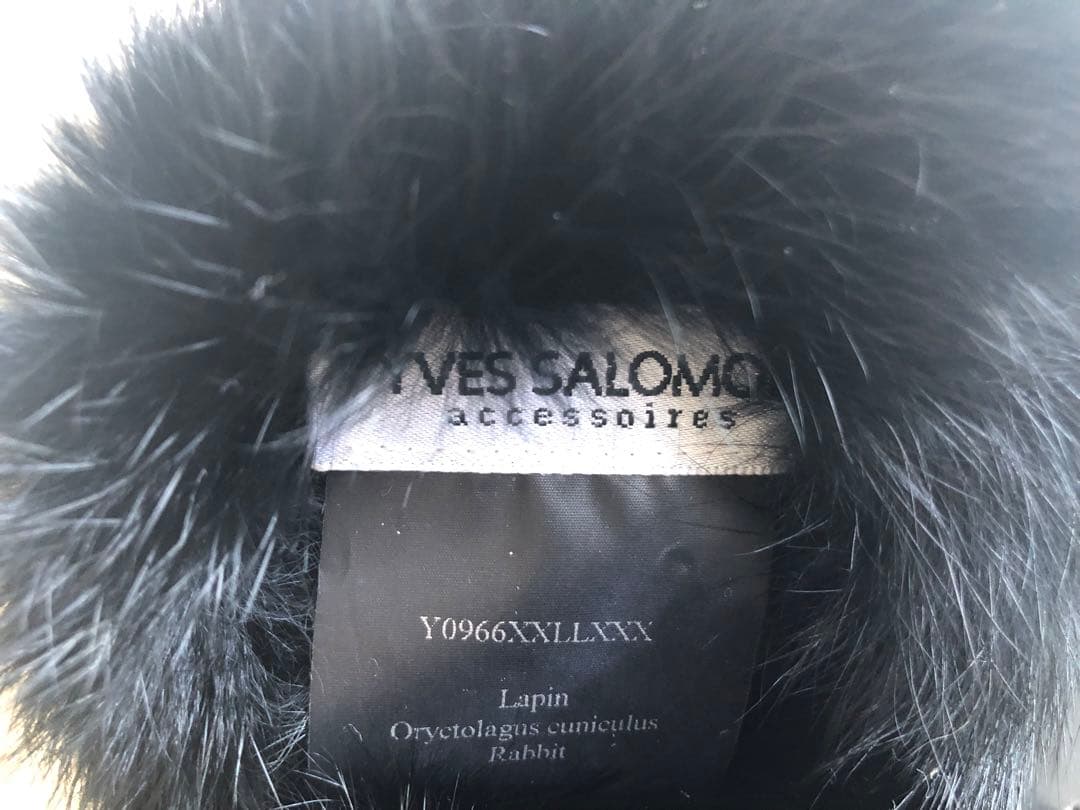 YVES SALOMO
accessoires
Y0966XXLLXXX
Lapin
Oryctolagus cuniculus
Rabbit